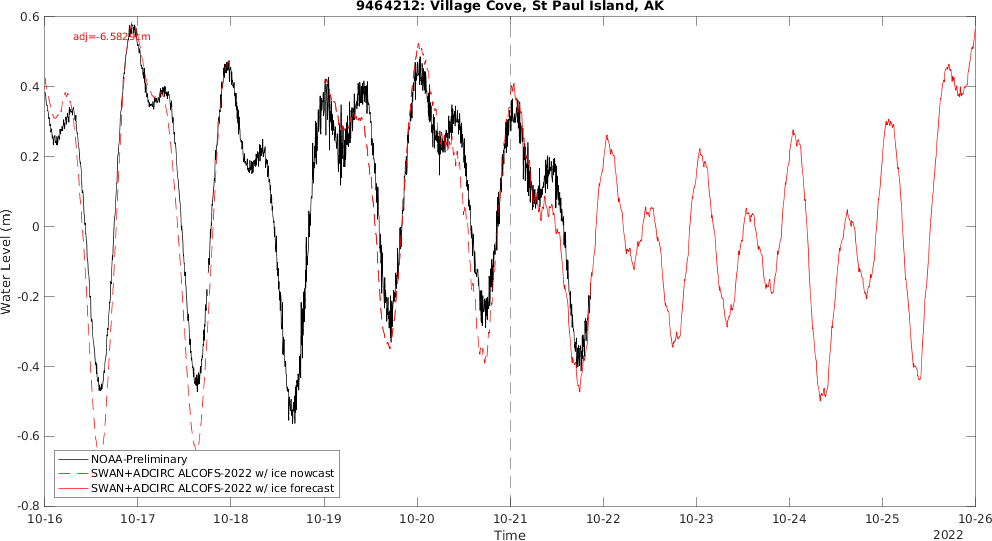 9464212: Village Cove, St Paul Island, AK
0.6
0.4
0.2
0
-0.2
-0.4
-0.6
-0.8
Water Level (m)
NOAA-Preliminary
SWAN+ADCIRC ALCOFS-2022 w/ ice nowcast
SWAN+ADCIRC ALCOFS-2022 w/ ice forecast
10-16 10-17 10-18 10-19 10-20 10-21 10-22 10-23 10-24 10-25 10-26
Time
2022